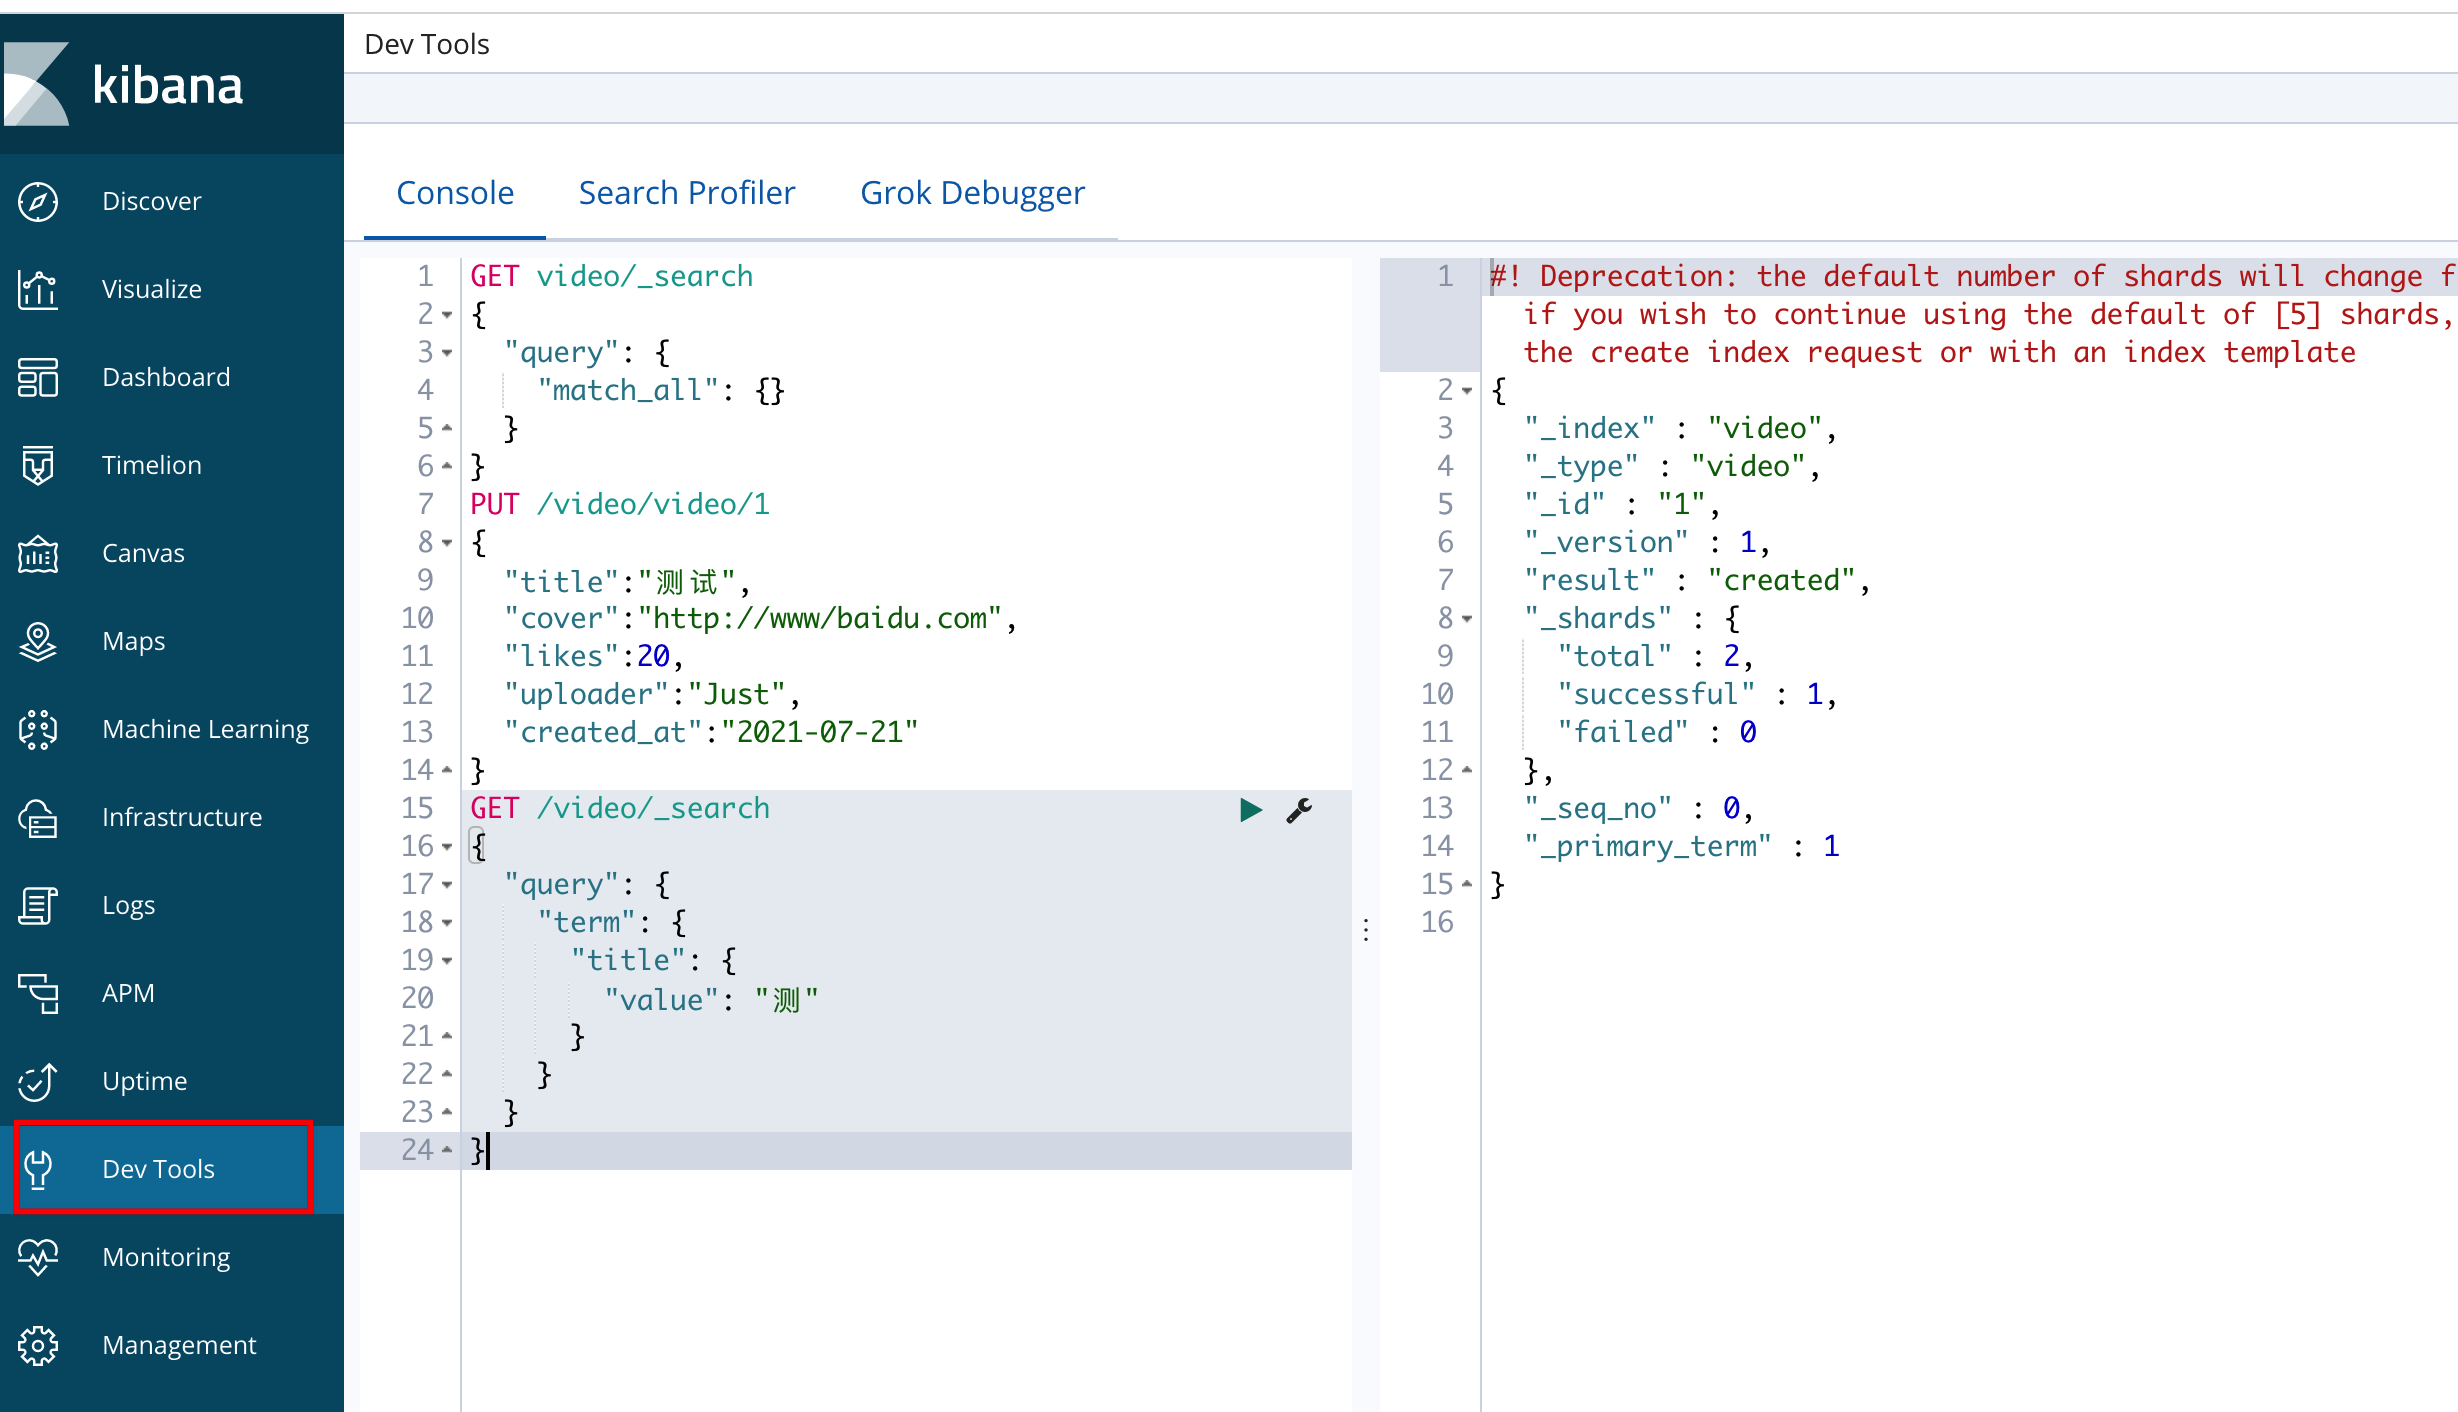 kibana
Discover
Visualize
Dashboard
Timelion
Canvas
Maps
Machine Learning
Infrastructure
Logs
APM
Uptime
Dev Tools
Monitoring
Management
Dev Tools
Console Search Profiler Grok Debugger
1 GET video/_search
2 {
3 "query": {
4 "match_all": {}
5 }
6 }
7 PUT /video/video/1
8 {
9 "title":"测试",
10 "cover":"http://www/baidu.com",
11 "likes":20,
12 "uploader":"Just",
13 "created_at":"2021-07-21"
14 }
15 GET /video/_search
16 {
17 "query": {
18 "term": {
19 "title": {
20 "value": "测"
21 }
22 }
23 }
24 }
1 #! Deprecation: the default number of shards will change f
if you wish to continue using the default of [5] shards,
the create index request or with an index template
2 {
3 "_index" : "video",
4 "_type" : "video",
5 "_id" : "1",
6 "_version" : 1,
7 "result" : "created",
8 "_shards" : {
9 "total" : 2,
10 "successful" : 1,
11 "failed" : 0
12 },
13 "_seq_no" : 0,
14 "_primary_term" : 1
15 }
16